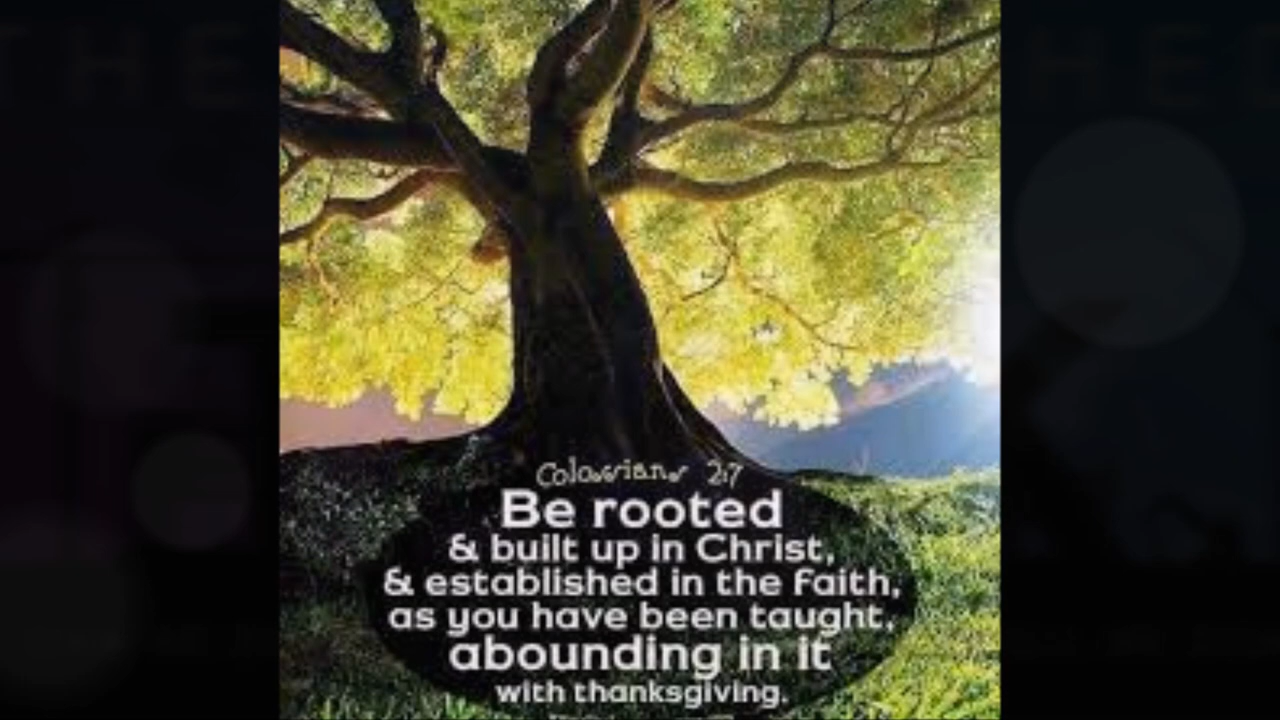 Colossians 2:7
Be rooted
& built up in Christ,
& established in the faith,
as you have been taught,
abounding in it
with thanksgiving.